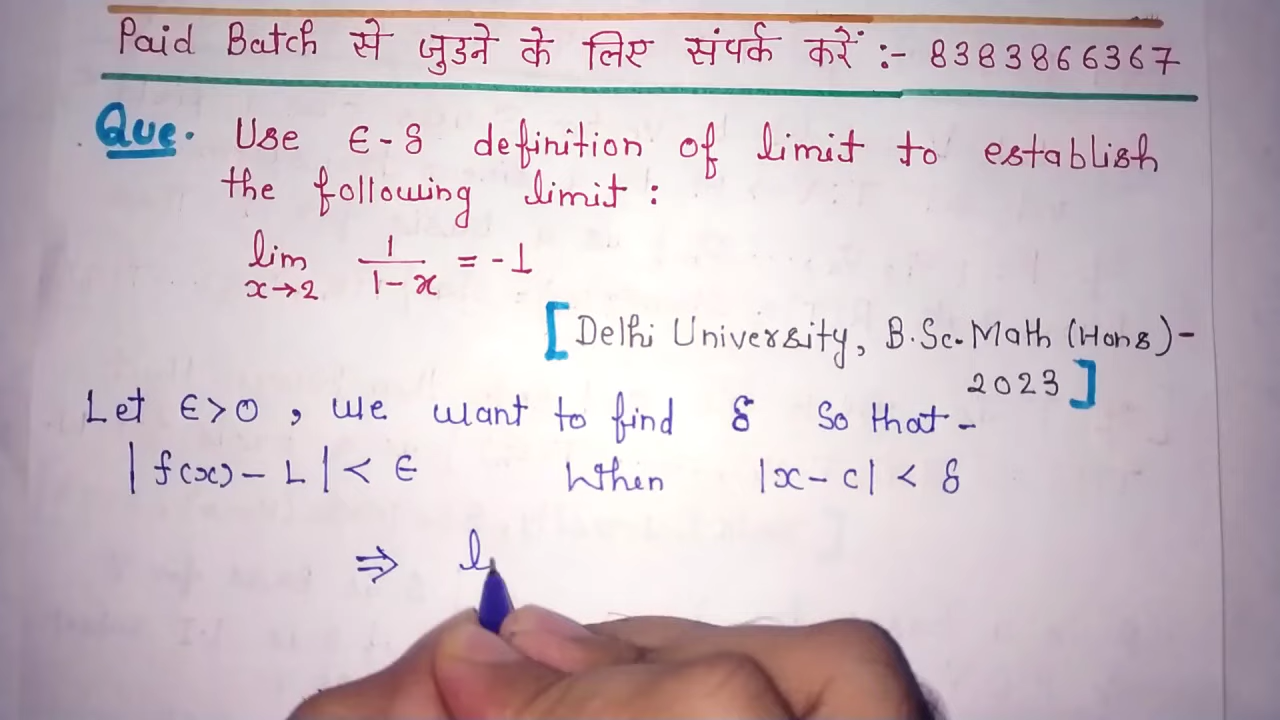 Paid Batch से जुडने के लिए संपर्क करें :- 8383866367
Que. Use ϵ-δ definition of limit to establish
the following limit :
lim x→2 1/(1-x) = -1
[Delhi University, B.Sc. Math (Hons)-
2023]
Let ϵ>0, we want to find δ So that-
|f(x) - L| < ϵ When |x - c| < δ
⇒ l